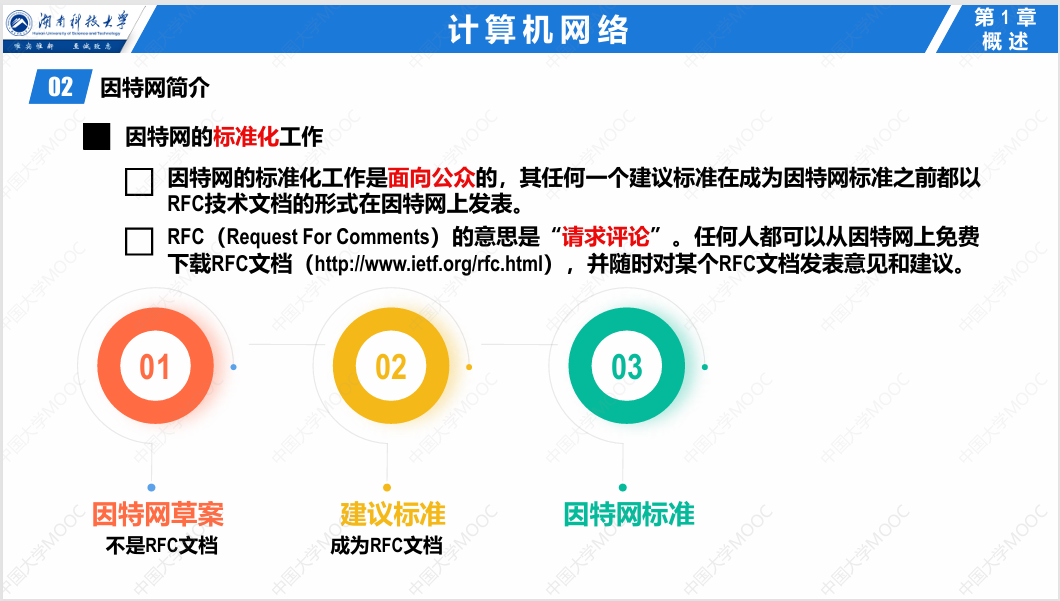 湖南科技大学
Hunan University of Science and Technology
唯实惟新 至诚致志
计算机网络
第1章
概述
02 因特网简介
因特网的标准化工作
因特网的标准化工作是面向公众的，其任何一个建议标准在成为因特网标准之前都以
RFC技术文档的形式在因特网上发表。
RFC（Request For Comments）的意思是“请求评论”。任何人都可以从因特网上免费
下载RFC文档（http://www.ietf.org/rfc.html），并随时对某个RFC文档发表意见和建议。
01 02 03
因特网草案 建议标准 因特网标准
不是RFC文档 成为RFC文档
中国大学MOOC